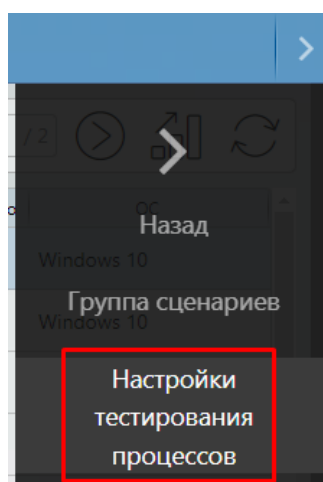 / 2
ОС
Назад
Windows 10
Группа сценариев
Windows 10
Настройки
тестирования
процессов